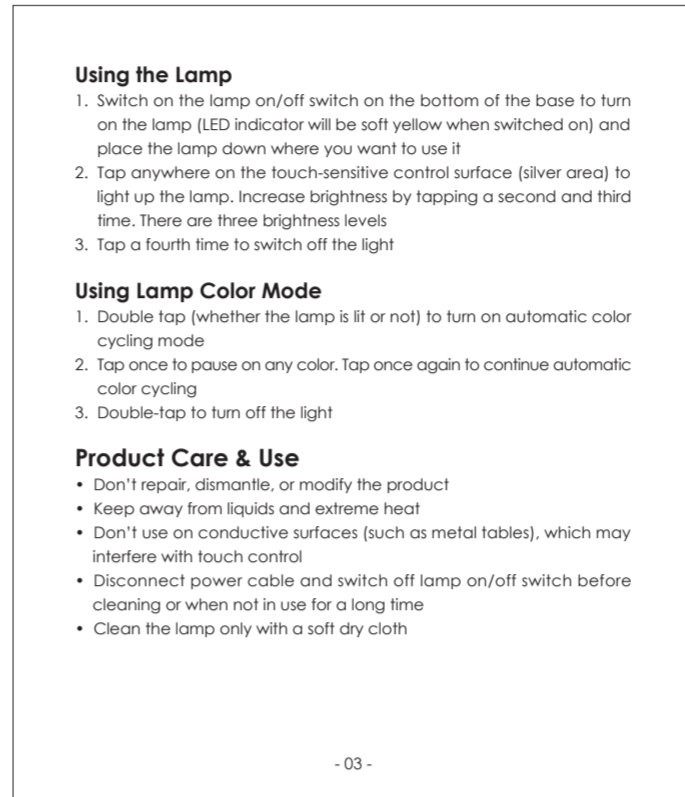 Using the Lamp
1. Switch on the lamp on/off switch on the bottom of the base to turn
on the lamp (LED indicator will be soft yellow when switched on) and
place the lamp down where you want to use it
2. Tap anywhere on the touch-sensitive control surface (silver area) to
light up the lamp. Increase brightness by tapping a second and third
time. There are three brightness levels
3. Tap a fourth time to switch off the light
Using Lamp Color Mode
1. Double tap (whether the lamp is lit or not) to turn on automatic color
cycling mode
2. Tap once to pause on any color. Tap once again to continue automatic
color cycling
3. Double-tap to turn off the light
Product Care & Use
• Don't repair, dismantle, or modify the product
• Keep away from liquids and extreme heat
• Don't use on conductive surfaces (such as metal tables), which may
interfere with touch control
• Disconnect power cable and switch off lamp on/off switch before
cleaning or when not in use for a long time
• Clean the lamp only with a soft dry cloth
- 03 -